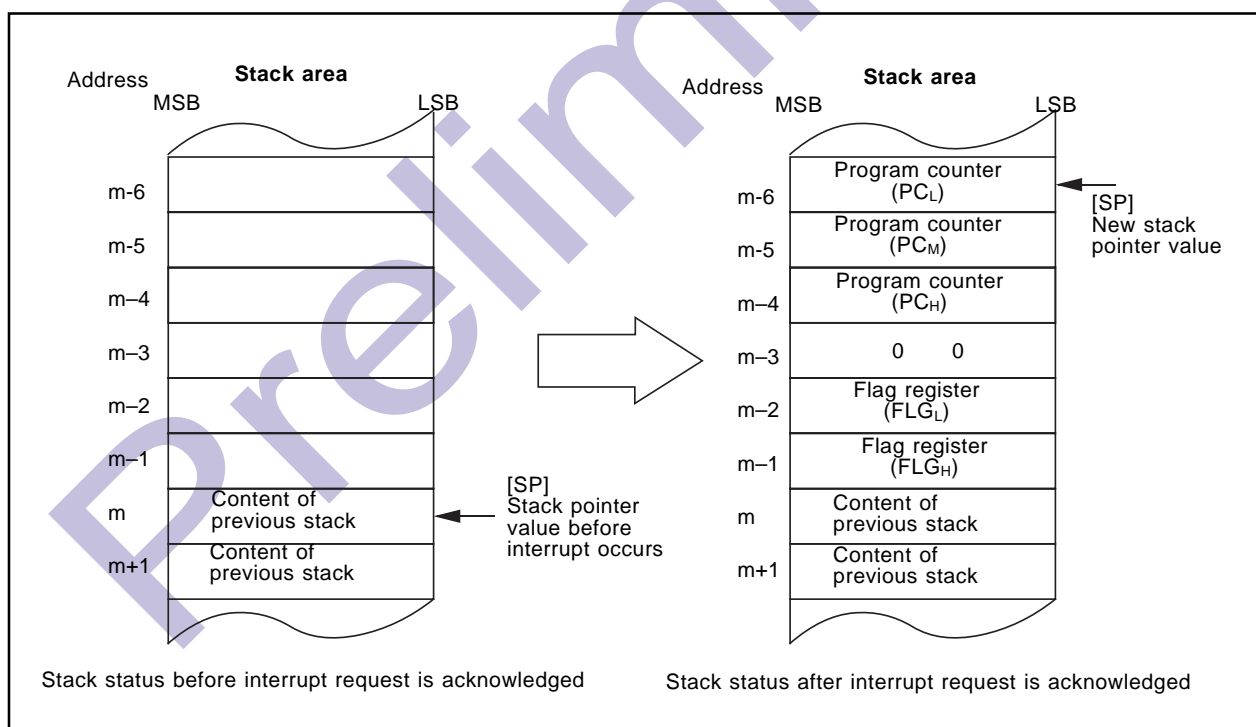 Prelim
Address
Stack area
MSB
LSB
m-6
m-5
m–4
m–3
m–2
m–1
m
Content of
previous stack
m+1
Content of
previous stack
[SP]
Stack pointer
value before
interrupt occurs
Stack status before interrupt request is acknowledged
Address
Stack area
MSB
LSB
m-6
Program counter
(PCL)
m-5
Program counter
(PCM)
m–4
Program counter
(PCH)
m–3
0 0
m–2
Flag register
(FLGL)
m–1
Flag register
(FLGH)
m
Content of
previous stack
m+1
Content of
previous stack
[SP]
New stack
pointer value
Stack status after interrupt request is acknowledged